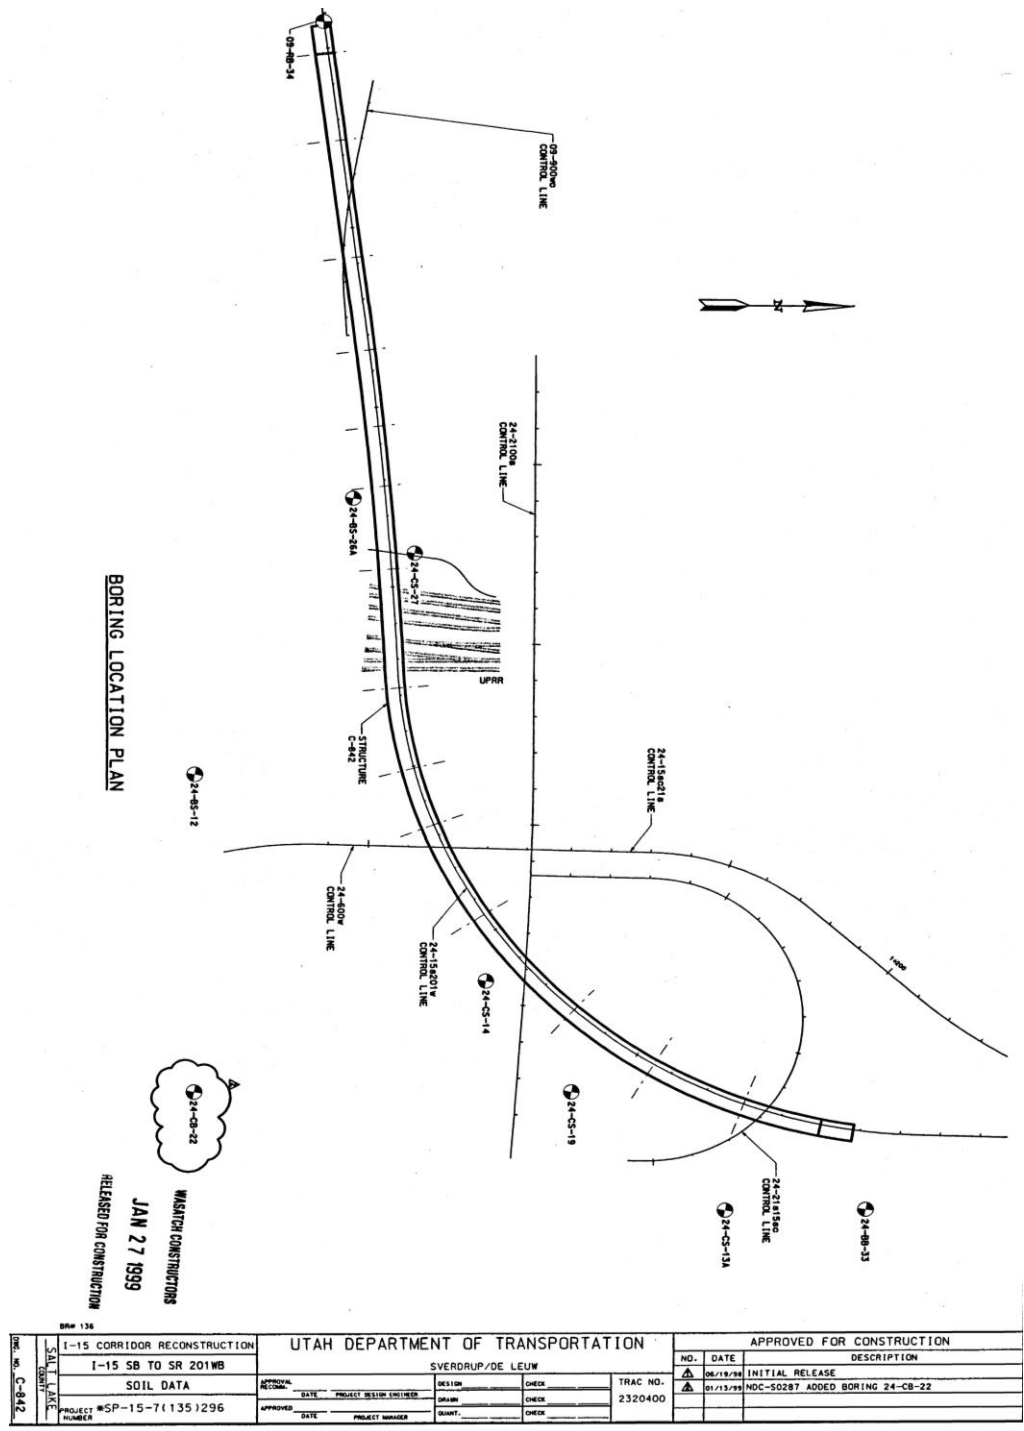 09-RB-34
09-900wo
CONTROL LINE
N
24-2100s
CONTROL LINE
24-BS-26A
24-CS-27
UPRR
BORING LOCATION PLAN
STRUCTURE
C-842
24-BS-12
24-15so21s
CONTROL LINE
24-600w
CONTROL LINE
24-15s201w
CONTROL LINE
24-CS-14
24-CB-22
24-CS-19
24-21s15so
CONTROL LINE
24-CS-13A
24-BB-33
WASATCH CONSTRUCTORS
JAN 27 1999
RELEASED FOR CONSTRUCTION
BR# 136
DWG. NO. C-842
SALT LAKE
COUNTY
I-15 CORRIDOR RECONSTRUCTION
I-15 SB TO SR 201WB
SOIL DATA
PROJECT NUMBER *SP-15-7(135)296
UTAH DEPARTMENT OF TRANSPORTATION
SVERDRUP/DE LEUW
APPROVAL RECOMM.
DATE PROJECT DESIGN ENGINEER
APPROVED
DATE PROJECT MANAGER
DESIGN CHECK
DRAWN CHECK
QUANT. CHECK
TRAC NO.
2320400
APPROVED FOR CONSTRUCTION
NO. DATE DESCRIPTION
06/19/98 INITIAL RELEASE
01/13/99 NDC-S0287 ADDED BORING 24-CB-22